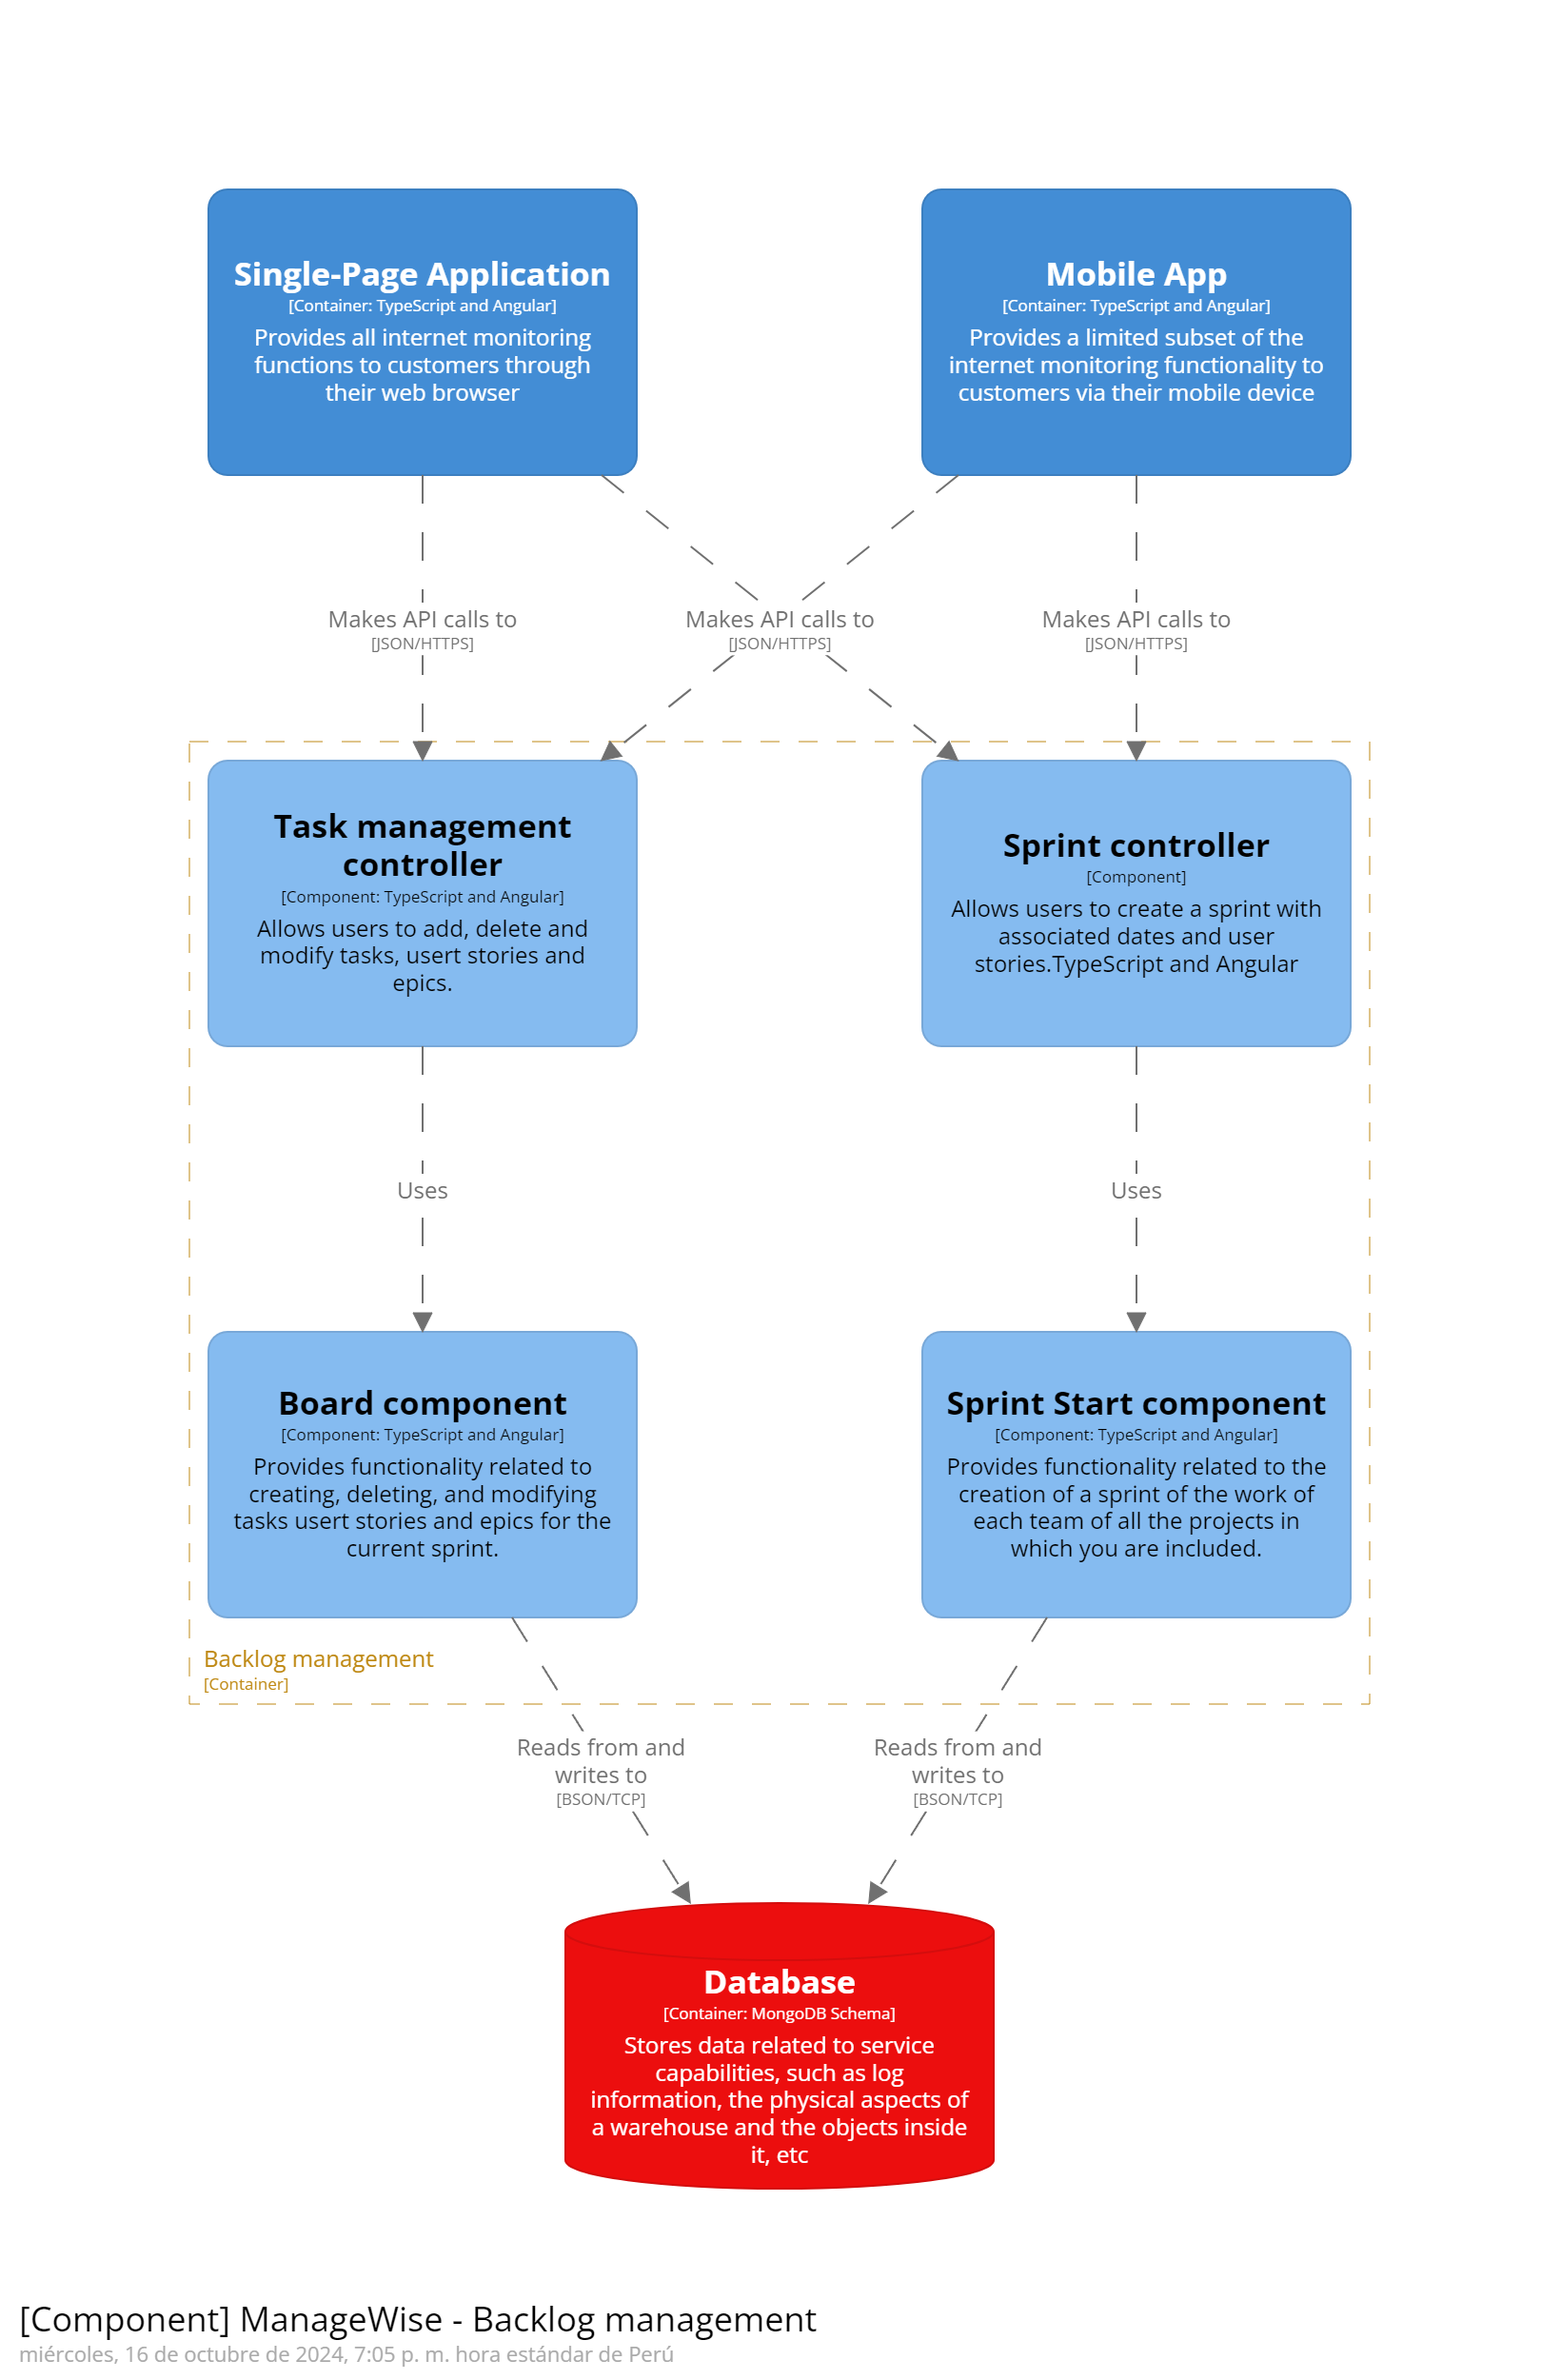 Single-Page Application
[Container: TypeScript and Angular]
Provides all internet monitoring
functions to customers through
their web browser
Mobile App
[Container: TypeScript and Angular]
Provides a limited subset of the
internet monitoring functionality to
customers via their mobile device
Makes API calls to
[JSON/HTTPS]
Makes API calls to
[JSON/HTTPS]
Makes API calls to
[JSON/HTTPS]
Task management
controller
[Component: TypeScript and Angular]
Allows users to add, delete and
modify tasks, usert stories and
epics.
Sprint controller
[Component]
Allows users to create a sprint with
associated dates and user
stories.TypeScript and Angular
Uses
Uses
Board component
[Component: TypeScript and Angular]
Provides functionality related to
creating, deleting, and modifying
tasks usert stories and epics for the
current sprint.
Sprint Start component
[Component: TypeScript and Angular]
Provides functionality related to the
creation of a sprint of the work of
each team of all the projects in
which you are included.
Backlog management
[Container]
Reads from and
writes to
[BSON/TCP]
Reads from and
writes to
[BSON/TCP]
Database
[Container: MongoDB Schema]
Stores data related to service
capabilities, such as log
information, the physical aspects of
a warehouse and the objects inside
it, etc
[Component] ManageWise - Backlog management
miércoles, 16 de octubre de 2024, 7:05 p. m. hora estándar de Perú